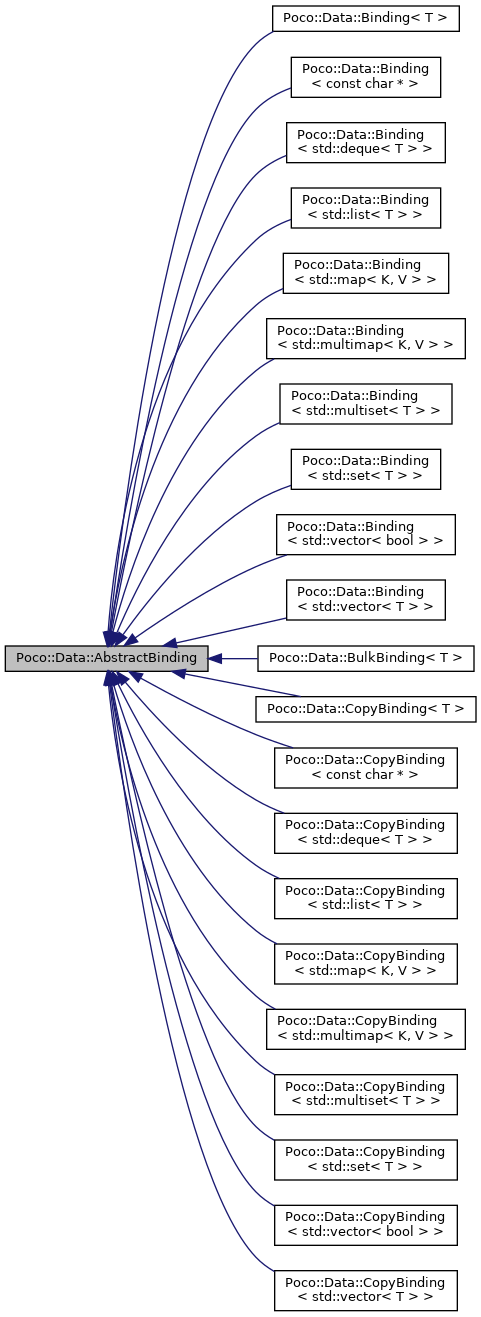 Poco::Data::Binding< T >
Poco::Data::Binding
< const char * >
Poco::Data::Binding
< std::deque< T > >
Poco::Data::Binding
< std::list< T > >
Poco::Data::Binding
< std::map< K, V > >
Poco::Data::Binding
< std::multimap< K, V > >
Poco::Data::Binding
< std::multiset< T > >
Poco::Data::Binding
< std::set< T > >
Poco::Data::Binding
< std::vector< bool > >
Poco::Data::Binding
< std::vector< T > >
Poco::Data::AbstractBinding
Poco::Data::BulkBinding< T >
Poco::Data::CopyBinding< T >
Poco::Data::CopyBinding
< const char * >
Poco::Data::CopyBinding
< std::deque< T > >
Poco::Data::CopyBinding
< std::list< T > >
Poco::Data::CopyBinding
< std::map< K, V > >
Poco::Data::CopyBinding
< std::multimap< K, V > >
Poco::Data::CopyBinding
< std::multiset< T > >
Poco::Data::CopyBinding
< std::set< T > >
Poco::Data::CopyBinding
< std::vector< bool > >
Poco::Data::CopyBinding
< std::vector< T > >